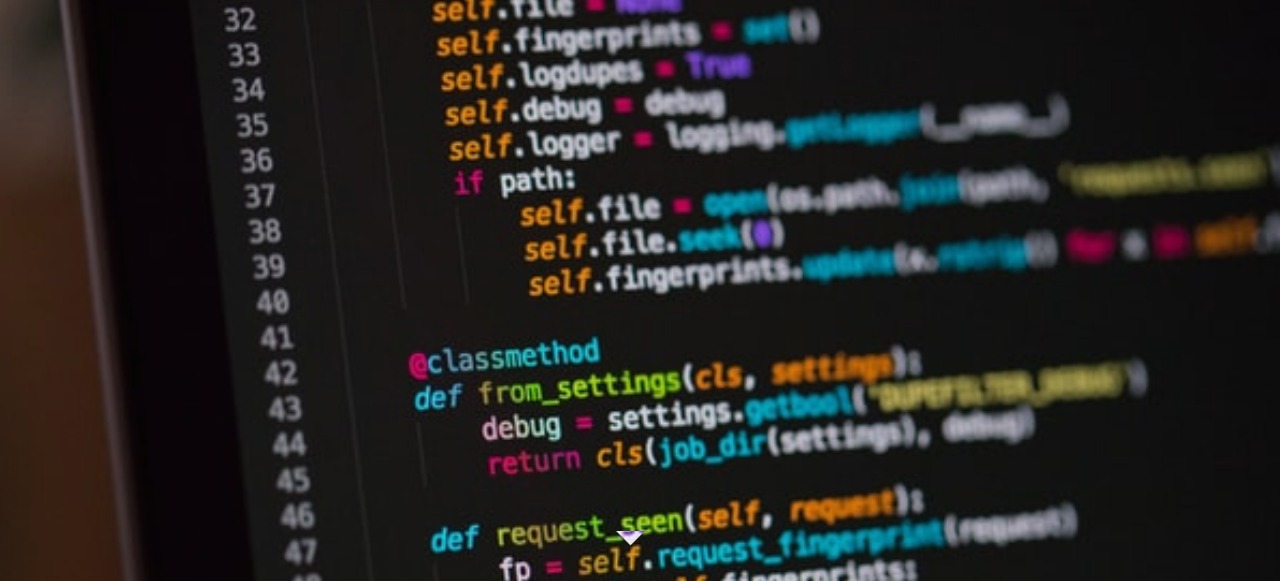 32 self.file = None
33 self.fingerprints = set()
34 self.logdupes = True
35 self.debug = debug
36 self.logger = logging.getLogger(__name__)
37 if path:
38 self.file = open(os.path.join(path, 'requests.seen')
39 self.file.seek(0)
40 self.fingerprints.update(x.rstrip() for x in self.
41
42 @classmethod
43 def from_settings(cls, settings):
44 debug = settings.getbool('DUPEFILTER_DEBUG')
45 return cls(job_dir(settings), debug)
46
47 def request_seen(self, request):
fp = self.request_fingerprint(request)
fingerprints: